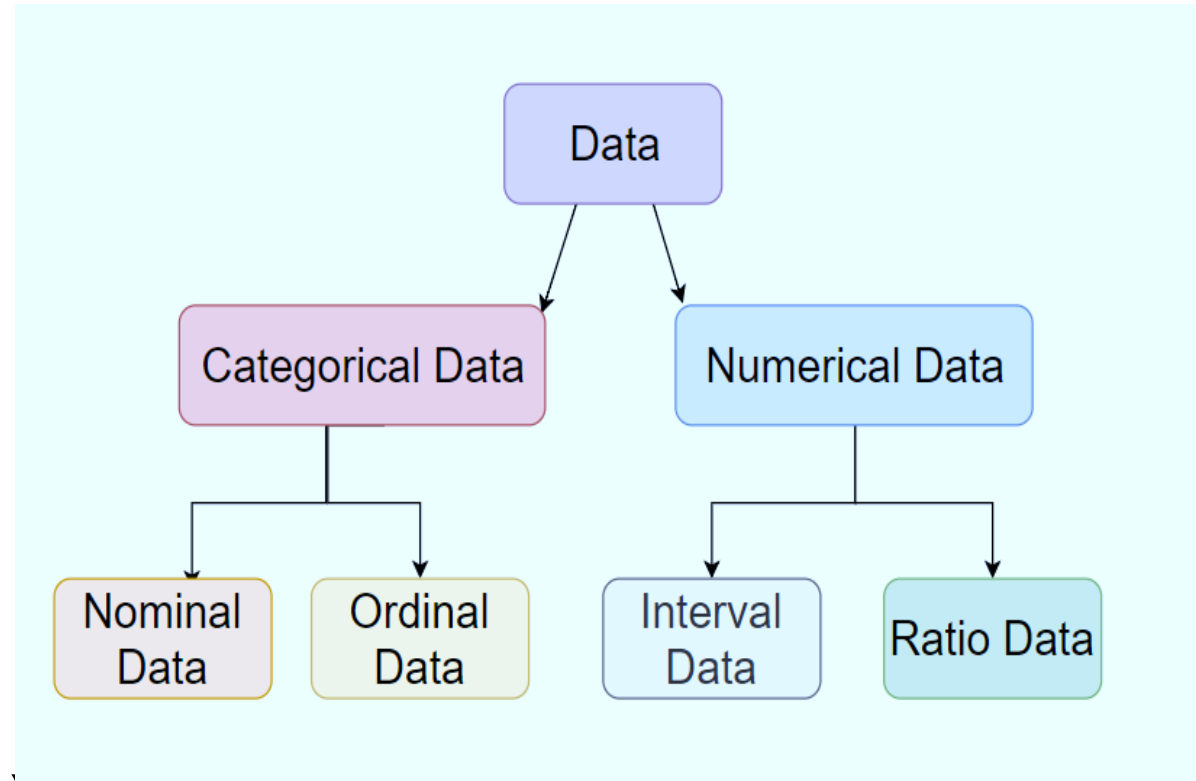 Data
Categorical Data
Numerical Data
Nominal
Data
Ordinal
Data
Interval
Data
Ratio Data